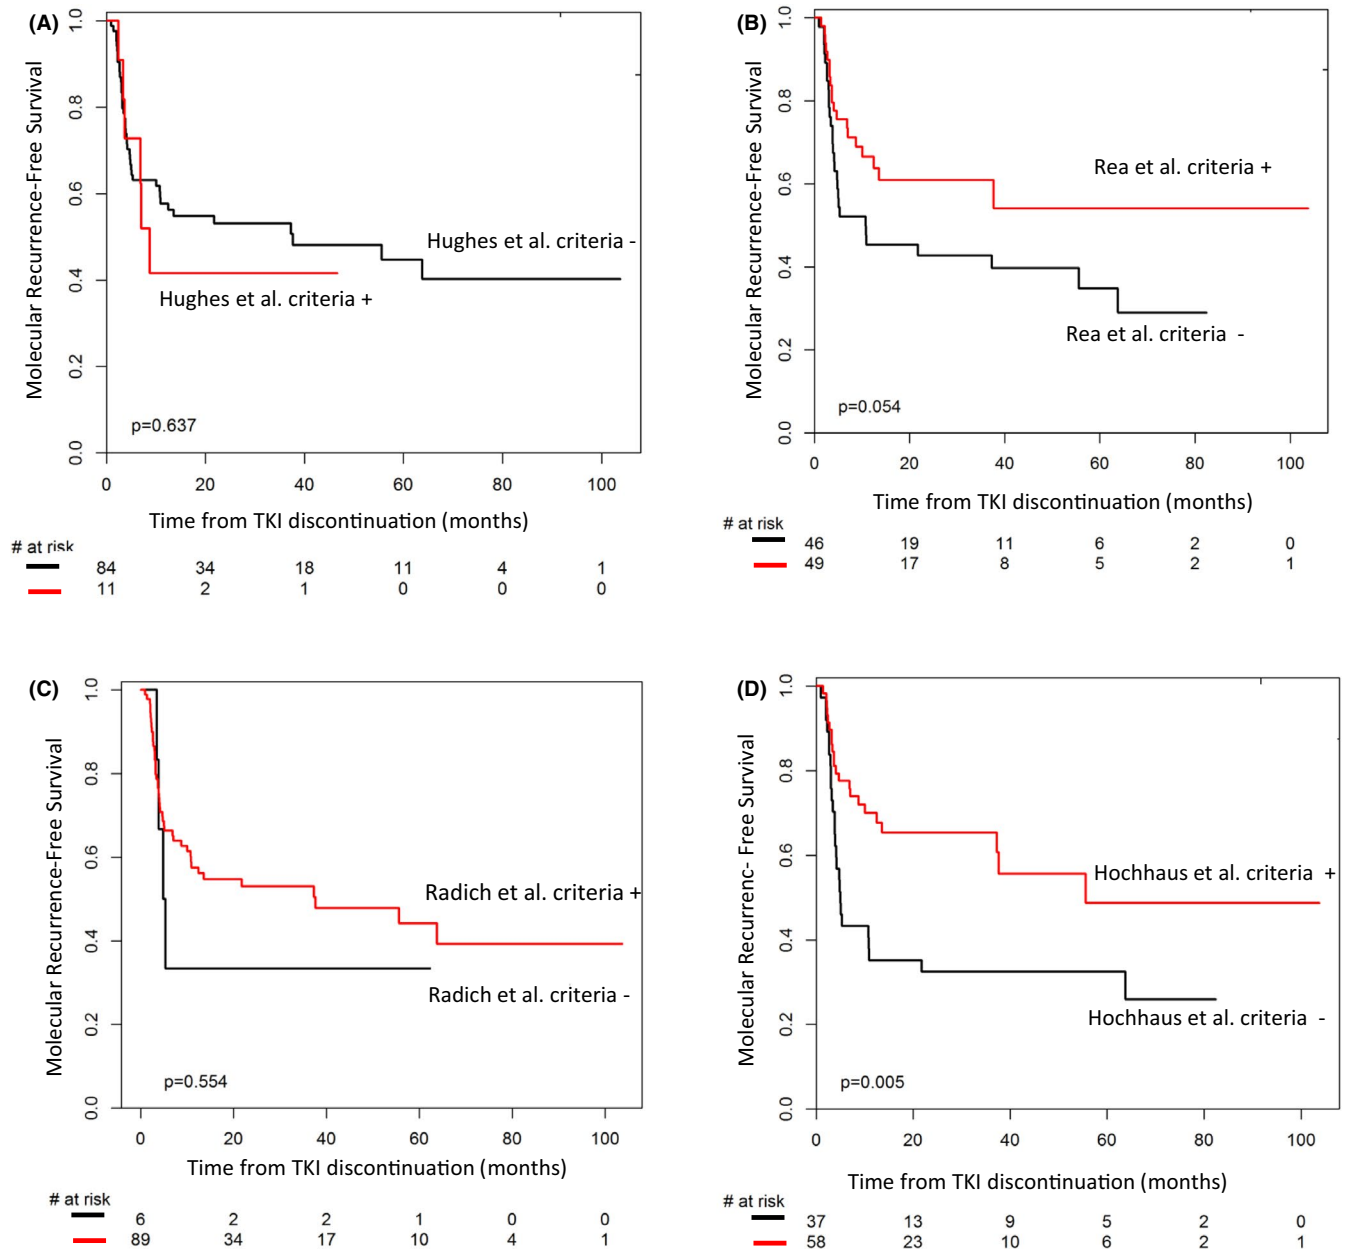 (A)
Molecular Recurrence-Free Survival
1.0
0.8
0.6
0.4
0.2
0.0
Hughes et al. criteria -
Hughes et al. criteria +
p=0.637
0 20 40 60 80 100
Time from TKI discontinuation (months)
# at risk
84 34 18 11 4 1
11 2 1 0 0 0
(B)
Molecular Recurrence-Free Survival
1.0
0.8
0.6
0.4
0.2
0.0
Rea et al. criteria +
Rea et al. criteria -
p=0.054
0 20 40 60 80 100
Time from TKI discontinuation (months)
# at risk
46 19 11 6 2 0
49 17 8 5 2 1
(C)
Molecular Recurrence-Free Survival
1.0
0.8
0.6
0.4
0.2
0.0
Radich et al. criteria +
Radich et al. criteria -
p=0.554
0 20 40 60 80 100
Time from TKI discontinuation (months)
# at risk
6 2 2 1 0 0
89 34 17 10 4 1
(D)
Molecular Recurrenc- Free Survival
1.0
0.8
0.6
0.4
0.2
0.0
Hochhaus et al. criteria +
Hochhaus et al. criteria -
p=0.005
0 20 40 60 80 100
Time from TKI discontinuation (months)
# at risk
37 13 9 5 2 0
58 23 10 6 2 1